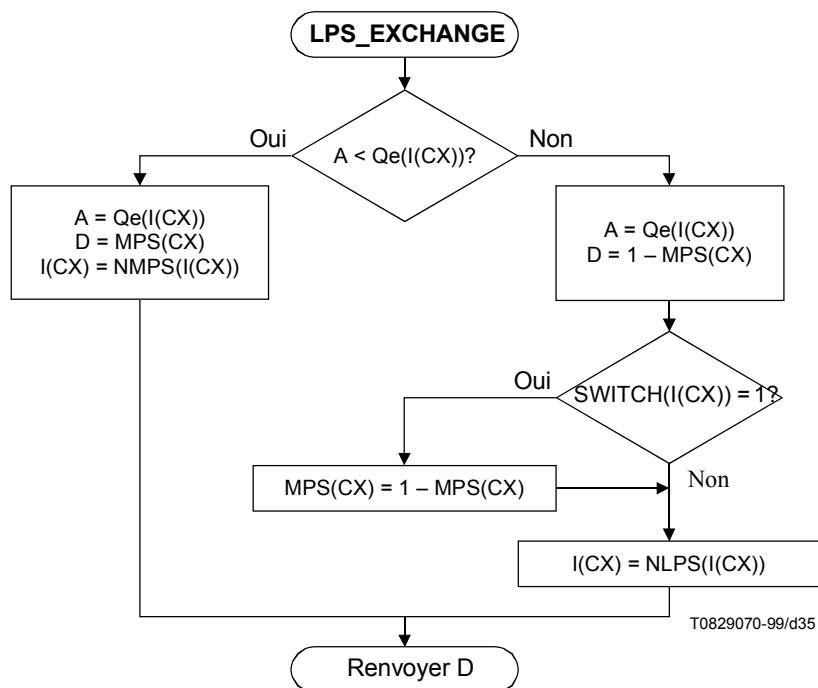 LPS_EXCHANGE
Oui
Non
A < Qe(I(CX))?
A = Qe(I(CX))
D = MPS(CX)
I(CX) = NMPS(I(CX))
A = Qe(I(CX))
D = 1 – MPS(CX)
Oui
SWITCH(I(CX)) = 1?
MPS(CX) = 1 – MPS(CX)
Non
I(CX) = NLPS(I(CX))
T0829070-99/d35
Renvoyer D